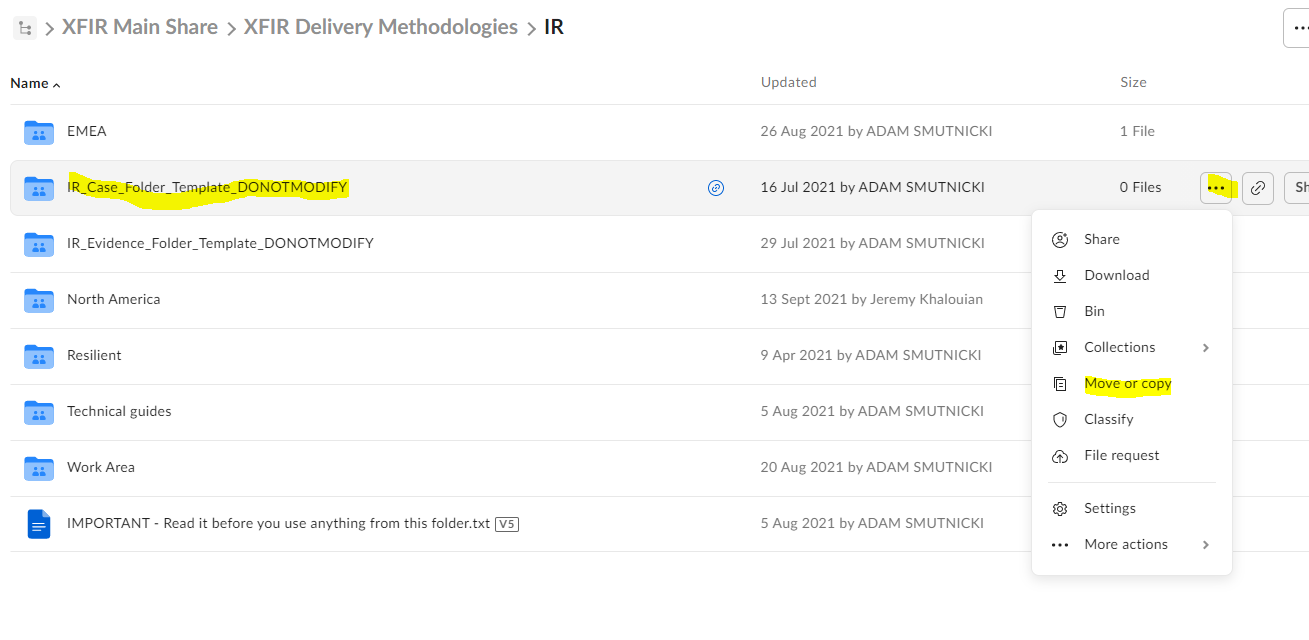 XFIR Main Share > XFIR Delivery Methodologies > IR
Name Updated Size
EMEA 26 Aug 2021 by ADAM SMUTNICKI 1 File
IR_Case_Folder_Template_DONOTMODIFY 16 Jul 2021 by ADAM SMUTNICKI 0 Files Sh
IR_Evidence_Folder_Template_DONOTMODIFY 29 Jul 2021 by ADAM SMUTNICKI
North America 13 Sept 2021 by Jeremy Khalouian
Resilient 9 Apr 2021 by ADAM SMUTNICKI
Technical guides 5 Aug 2021 by ADAM SMUTNICKI
Work Area 20 Aug 2021 by ADAM SMUTNICKI
IMPORTANT - Read it before you use anything from this folder.txt V5 5 Aug 2021 by ADAM SMUTNICKI
Share
Download
Bin
Collections
Move or copy
Classify
File request
Settings
More actions